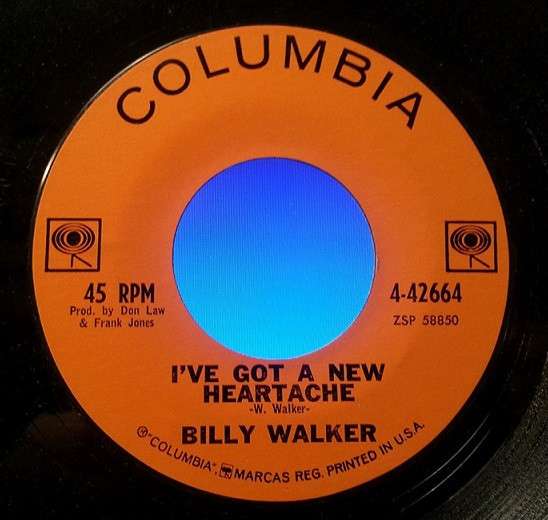 COLUMBIA
45 RPM
Prod. by Don Law
& Frank Jones
4-42664
ZSP 58850
I'VE GOT A NEW
HEARTACHE
-W. Walker-
BILLY WALKER
Ⓟ"COLUMBIA", MARCAS REG. PRINTED IN U.S.A.